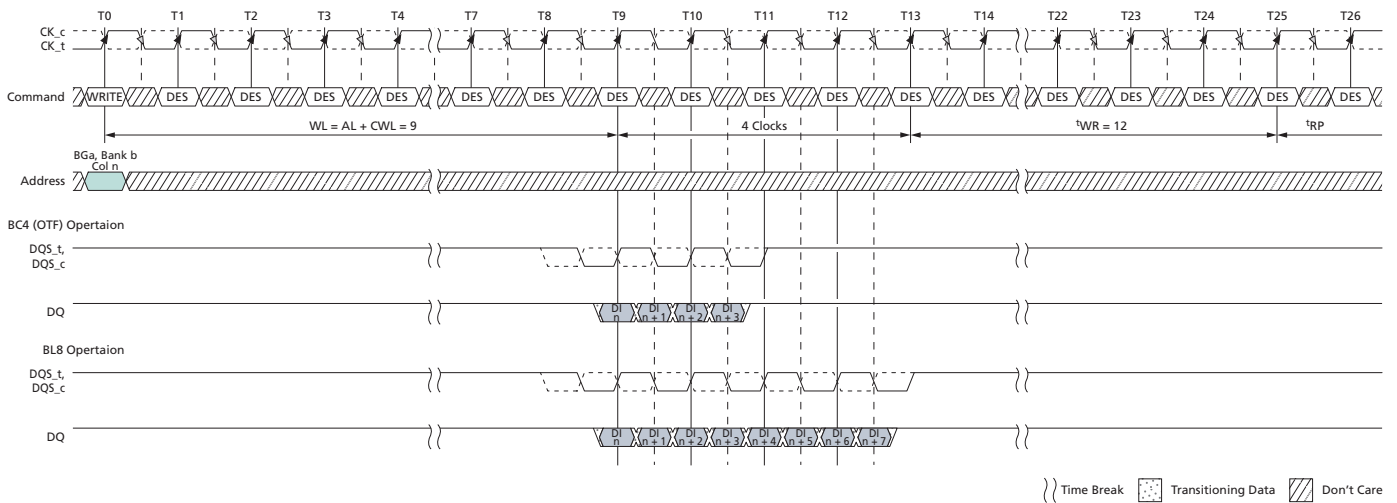 T0 T1 T2 T3 T4 T7 T8 T9 T10 T11 T12 T13 T14 T22 T23 T24 T25 T26
CK_c
CK_t
Command WRITE DES DES DES DES DES DES DES DES DES DES DES DES DES DES DES DES DES
WL = AL + CWL = 9 4 Clocks tWR = 12 tRP
BGa, Bank b
Col n
Address
BC4 (OTF) Opertaion
DQS_t,
DQS_c
DQ DI n DI n + 1 DI n + 2 DI n + 3
BL8 Opertaion
DQS_t,
DQS_c
DQ DI n DI n + 1 DI n + 2 DI n + 3 DI n + 4 DI n + 5 DI n + 6 DI n + 7
Time Break Transitioning Data Don't Care